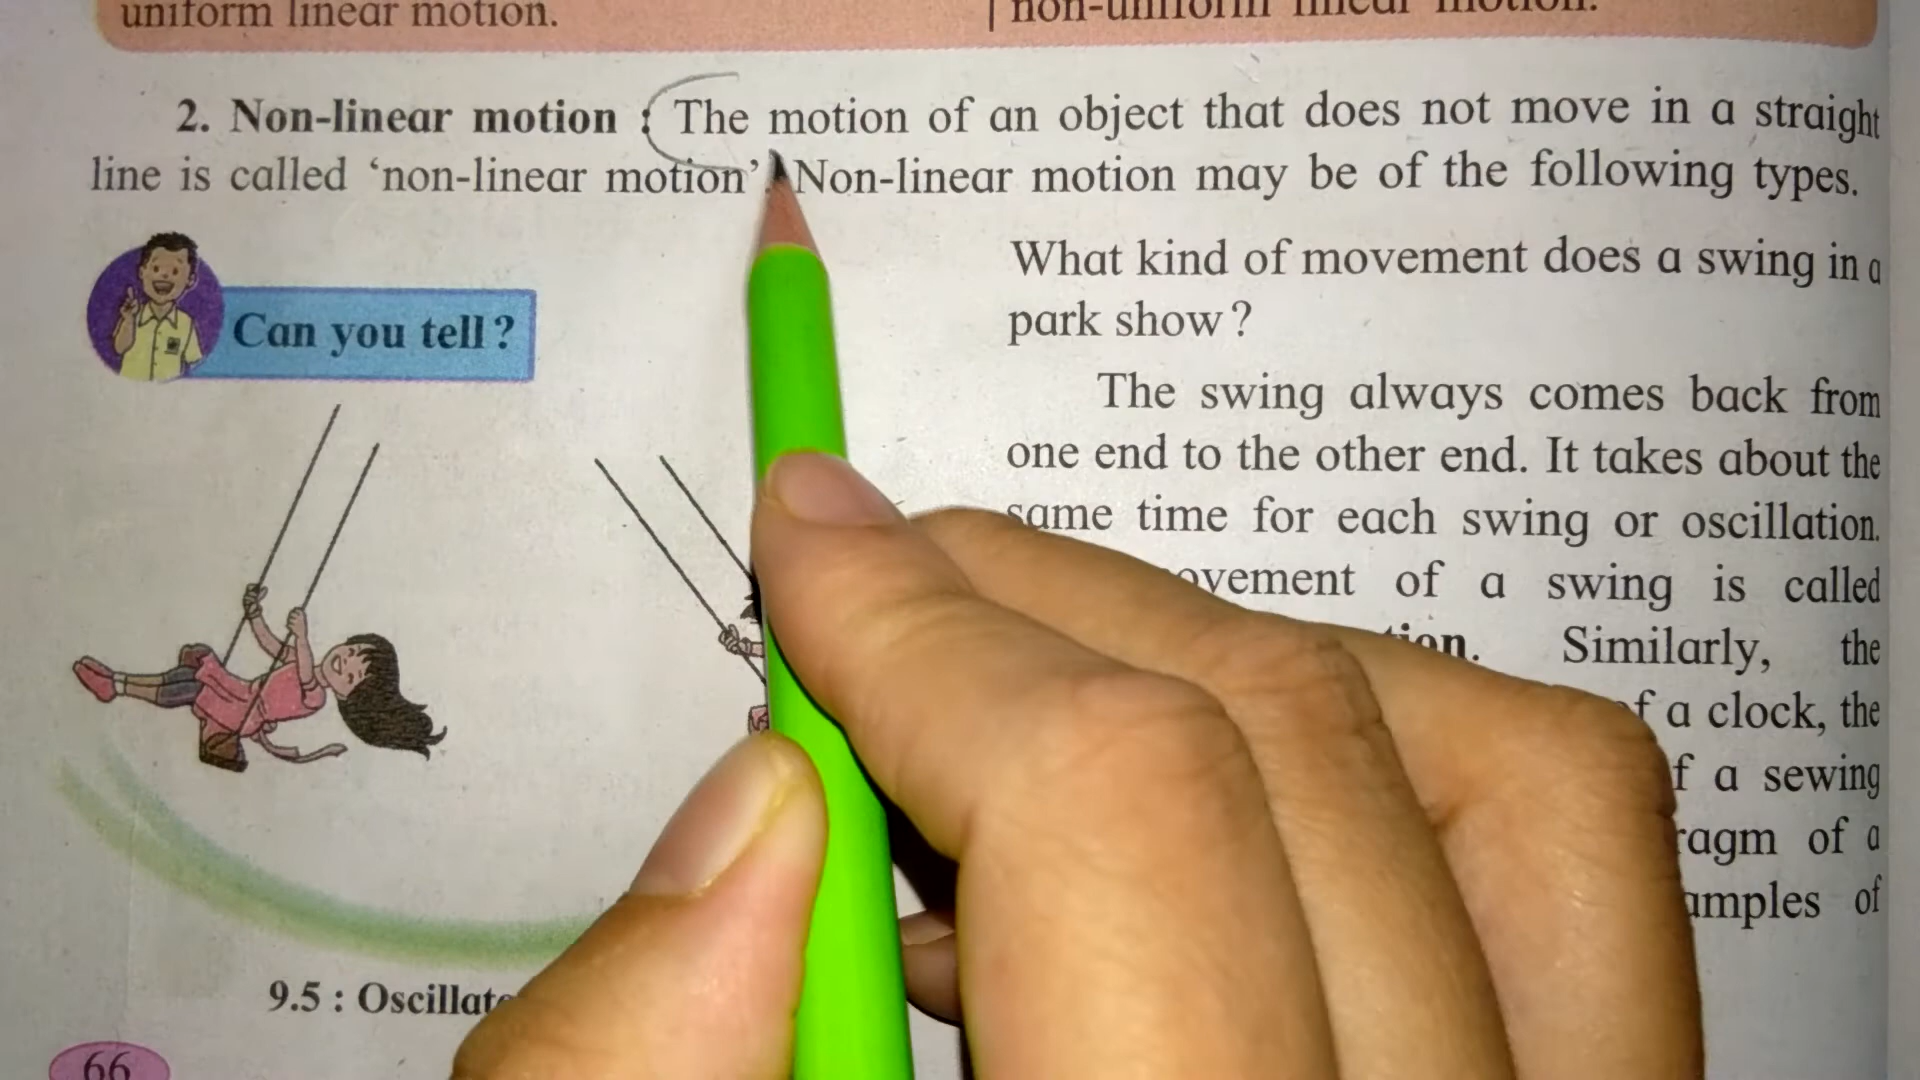 uniform linear motion.
non-uniform linear motion.
2. Non-linear motion : The motion of an object that does not move in a straight
line is called ‘non-linear motion’. Non-linear motion may be of the following types.
Can you tell?
What kind of movement does a swing in a
park show?
The swing always comes back from
one end to the other end. It takes about the
same time for each swing or oscillation.
of a swing is called
Similarly, the
a clock, the
a sewing
of a
of
9.5 :
66